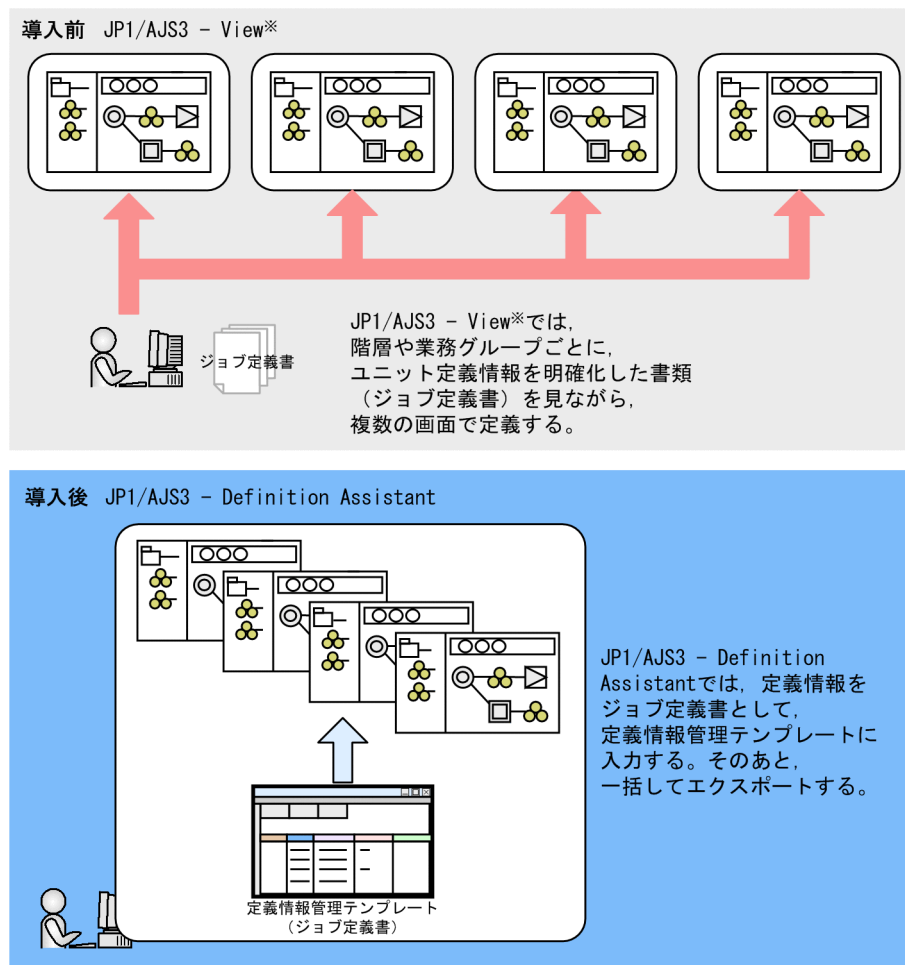 導入前 JP1/AJS3 - View※
ジョブ定義書
JP1/AJS3 - View※では,
階層や業務グループごとに,
ユニット定義情報を明確化した書類
（ジョブ定義書）を見ながら,
複数の画面で定義する。
導入後 JP1/AJS3 - Definition Assistant
JP1/AJS3 - Definition
Assistantでは, 定義情報を
ジョブ定義書として,
定義情報管理テンプレートに
入力する。そのあと,
一括してエクスポートする。
定義情報管理テンプレート
（ジョブ定義書）